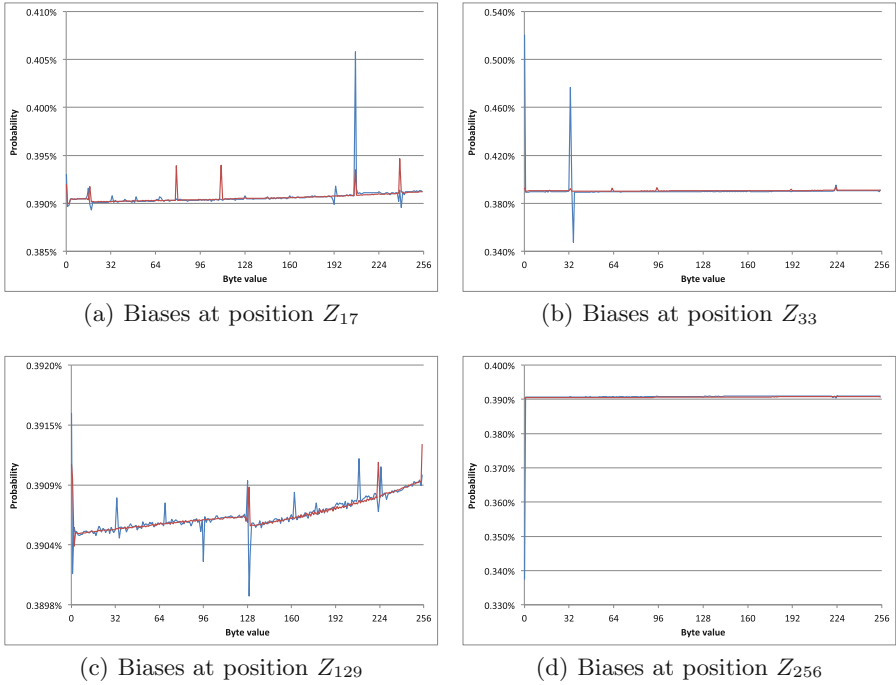 0.410%
0.405%
0.400%
0.395%
0.390%
0.385%
Probability
0 32 64 96 128 160 192 224 256
Byte value
(a) Biases at position Z17
0.540%
0.500%
0.460%
0.420%
0.380%
0.340%
Probability
0 32 64 96 128 160 192 224 256
Byte value
(b) Biases at position Z33
0.3920%
0.3915%
0.3909%
0.3904%
0.3898%
Probability
0 32 64 96 128 160 192 224 256
Byte value
(c) Biases at position Z129
0.400%
0.390%
0.380%
0.370%
0.360%
0.350%
0.340%
0.330%
Probability
0 32 64 96 128 160 192 224 256
Byte value
(d) Biases at position Z256